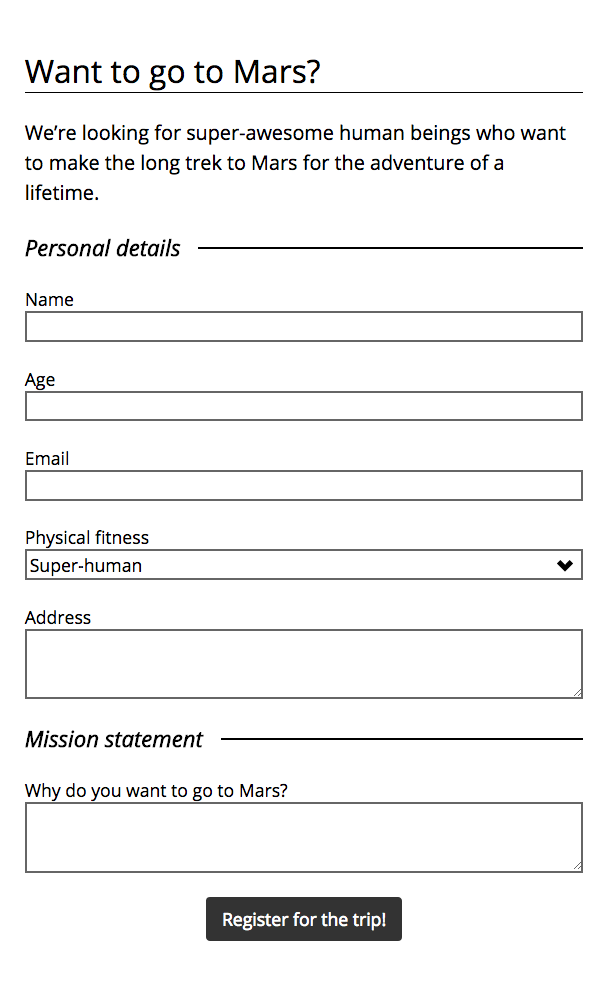 Want to go to Mars?
We’re looking for super-awesome human beings who want
to make the long trek to Mars for the adventure of a
lifetime.
Personal details
Name
Age
Email
Physical fitness
Super-human
Address
Mission statement
Why do you want to go to Mars?
Register for the trip!